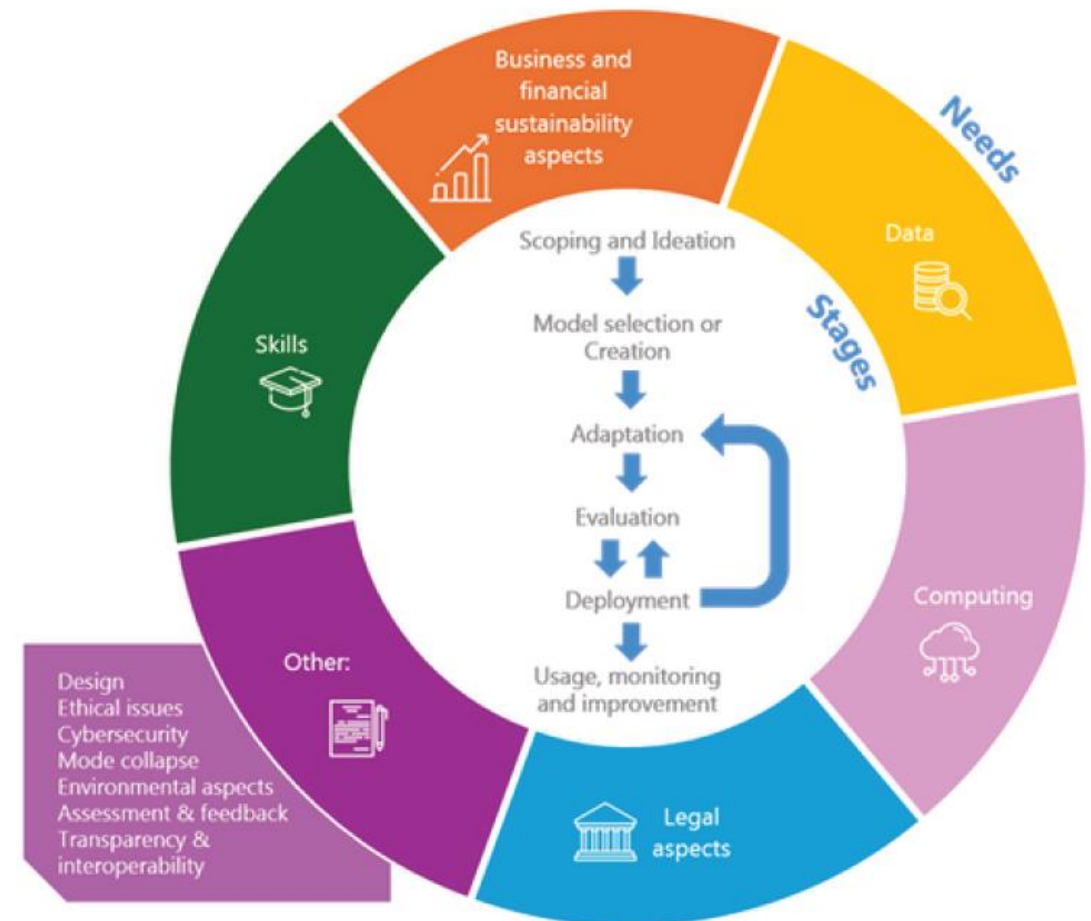 Business and
financial
sustainability
aspects
Needs
Data
Stages
Scoping and Ideation
Model selection or
Creation
Adaptation
Evaluation
Deployment
Usage, monitoring
and improvement
Skills
Computing
Other:
Design
Ethical issues
Cybersecurity
Mode collapse
Environmental aspects
Assessment & feedback
Transparency &
interoperability
Legal
aspects